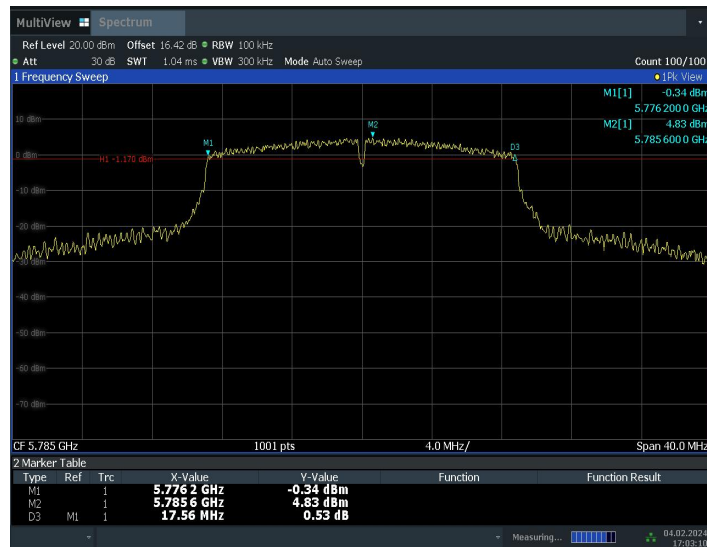 MultiView Spectrum
Ref Level 20.00 dBm Offset 16.42 dB RBW 100 kHz
Att 30 dB SWT 1.04 ms VBW 300 kHz Mode Auto Sweep Count 100/100
1 Frequency Sweep 1Pk View
M1[1] -0.34 dBm
5.776 200 0 GHz
10 dBm M2 M2[1] 4.83 dBm
M1 D3 5.785 600 0 GHz
0 dBm H1 -1.170 dBm
-10 dBm
-20 dBm
-30 dBm
-40 dBm
-50 dBm
-60 dBm
-70 dBm
CF 5.785 GHz 1001 pts 4.0 MHz/ Span 40.0 MHz
2 Marker Table
Type Ref Trc X-Value Y-Value Function Function Result
M1 1 5.776 2 GHz -0.34 dBm
M2 1 5.785 6 GHz 4.83 dBm
D3 M1 1 17.56 MHz 0.53 dB
Measuring... 04.02.2024
17:03:10